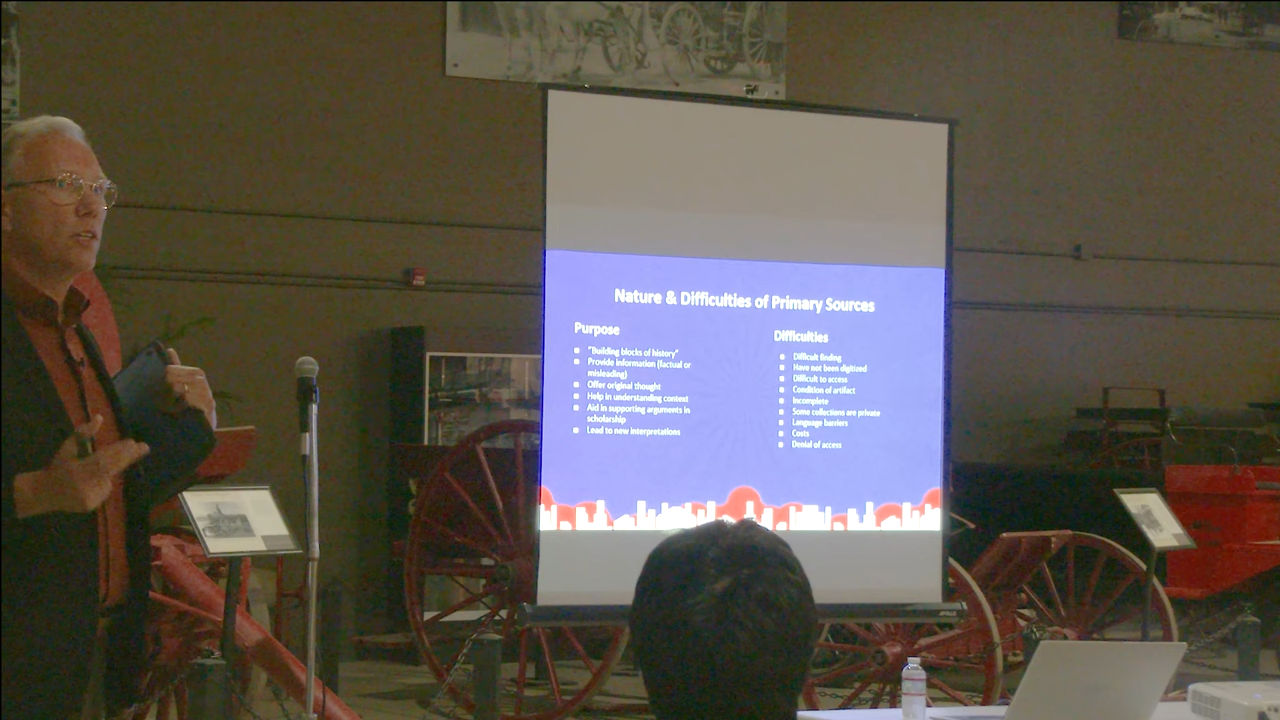 Nature & Difficulties of Primary Sources
Purpose
"Building blocks of history"
Provide information (factual or
misleading)
Offer original thought
Help in understanding context
Aid in supporting arguments in
scholarship
Lead to new interpretations
Difficulties
Difficult finding
Have not been digitized
Difficult to access
Condition of artifact
Incomplete
Some collections are private
Language barriers
Costs
Denial of access